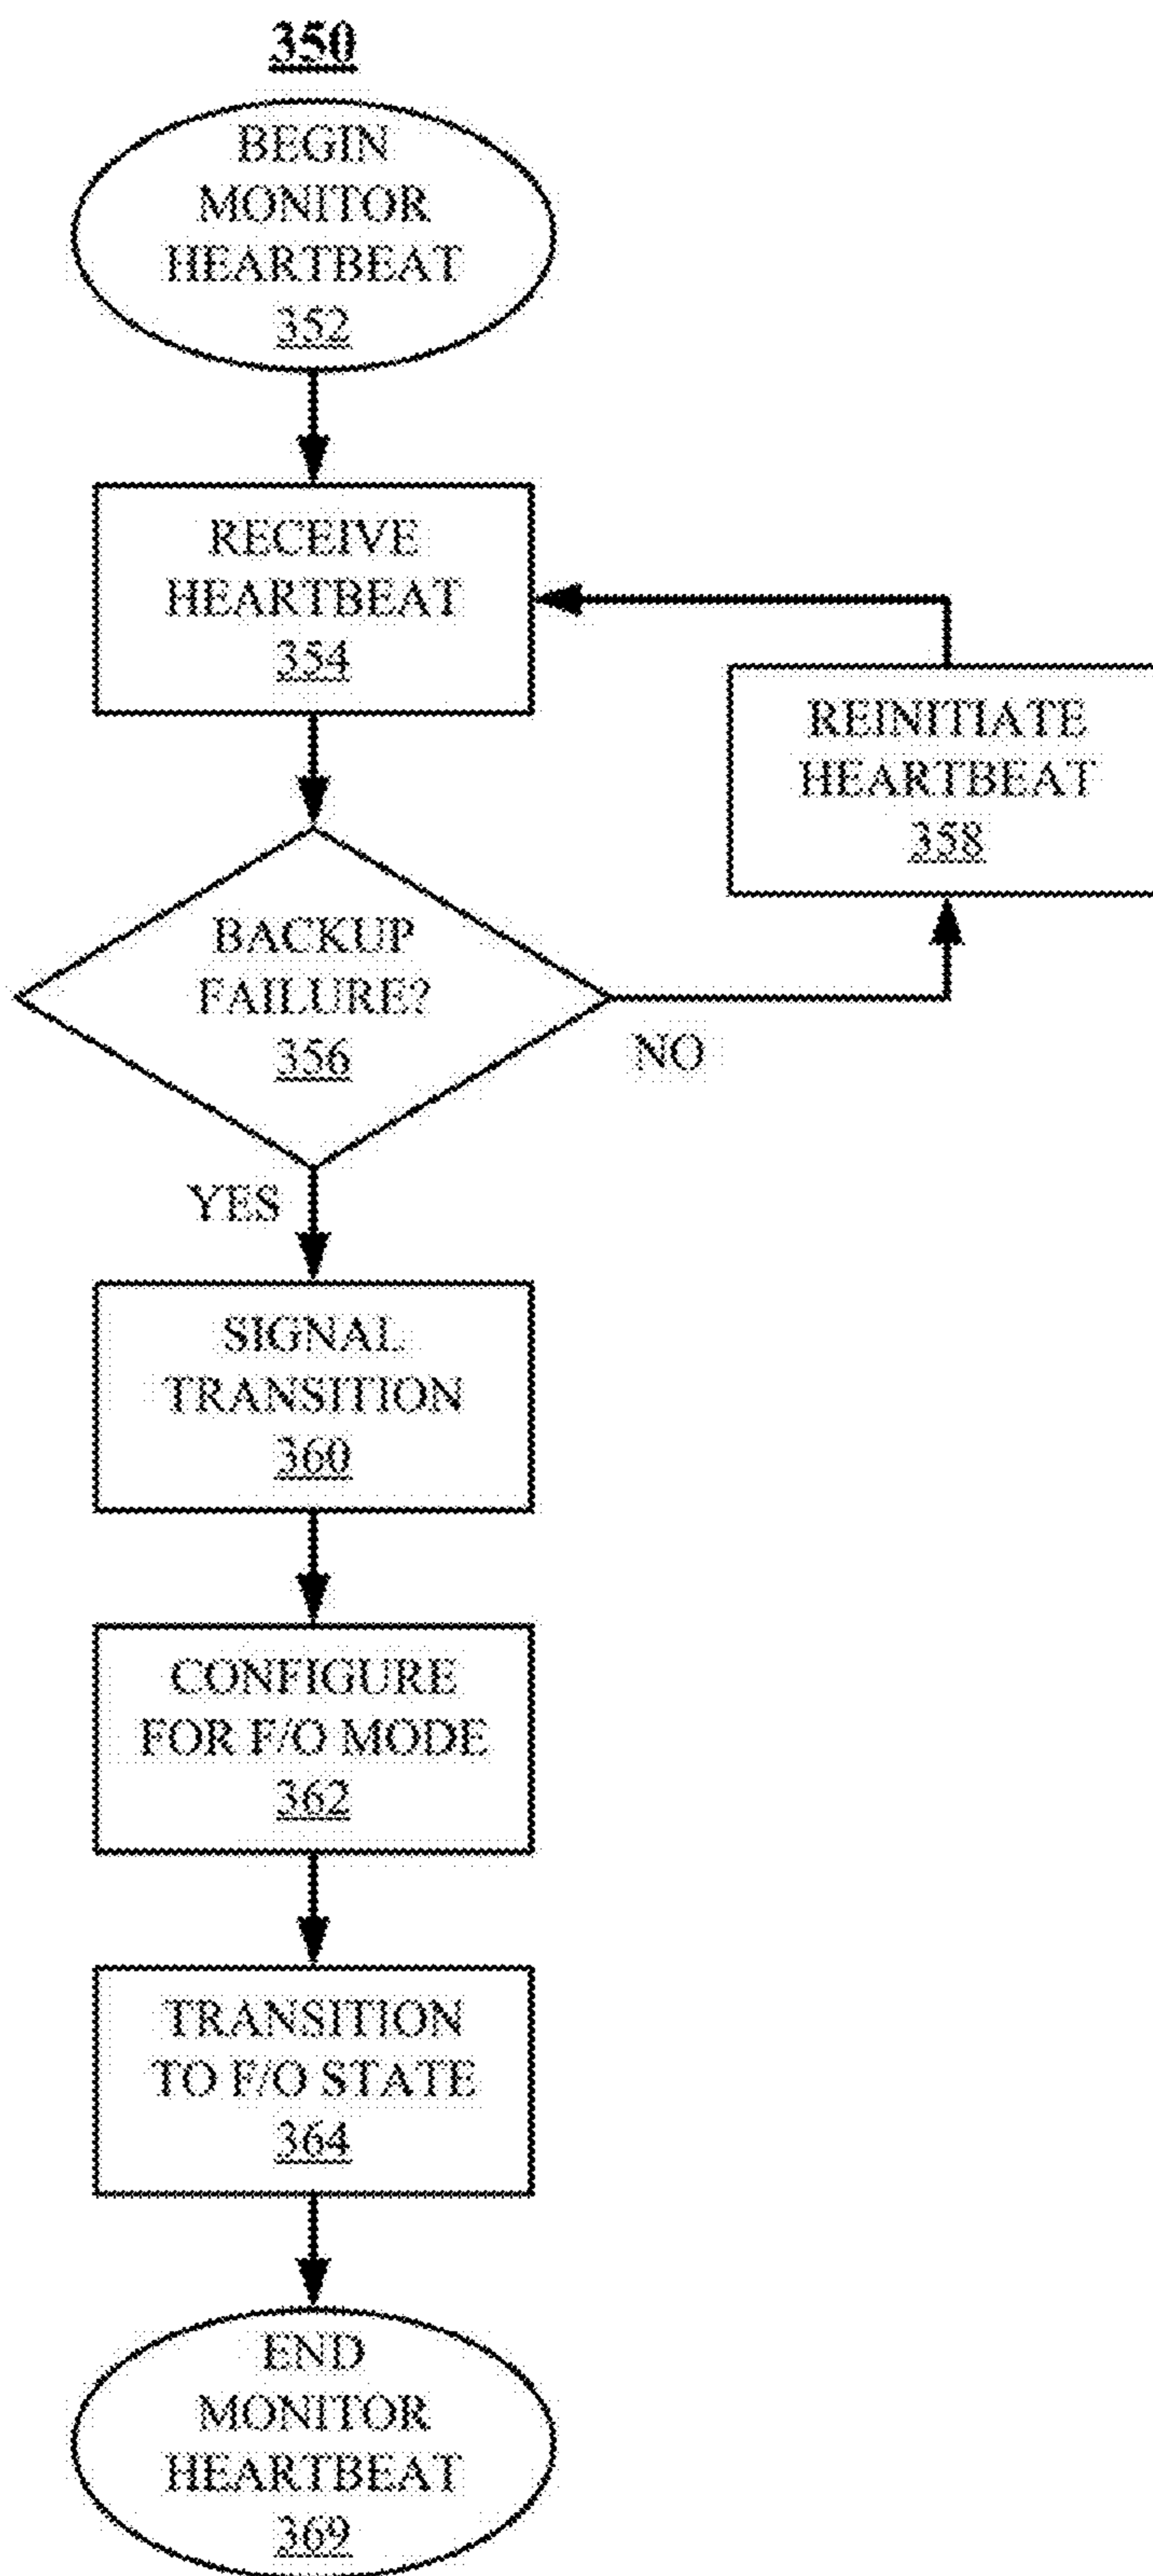 350
BEGIN
MONITOR
HEARTBEAT
352
RECEIVE
HEARTBEAT
354
REINITIATE
HEARTBEAT
358
BACKUP
FAILURE?
356
NO
YES
SIGNAL
TRANSITION
360
CONFIGURE
FOR F/O MODE
362
TRANSITION
TO F/O STATE
364
END
MONITOR
HEARTBEAT
369